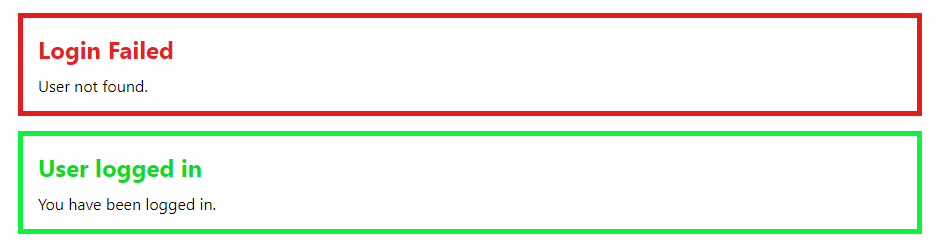 Login Failed
User not found.
User logged in
You have been logged in.